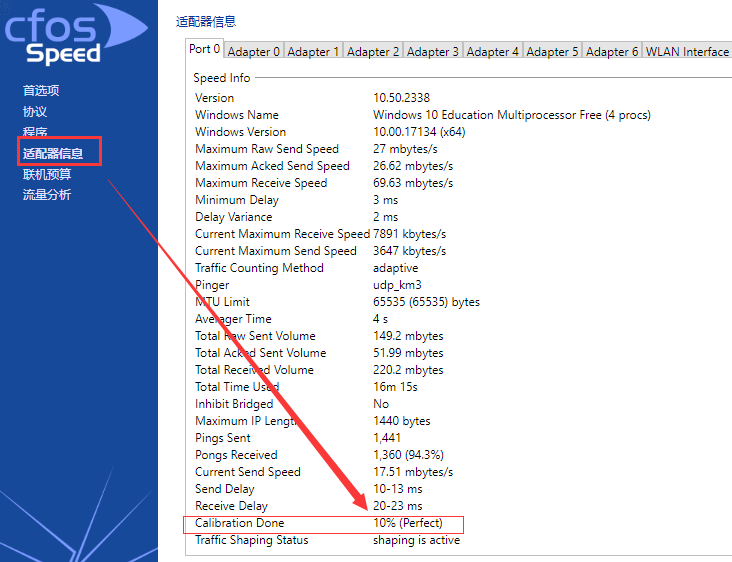 cfos
Speed
首选项
协议
程序
适配器信息
联机预算
流量分析
适配器信息
Port 0 Adapter 0 Adapter 1 Adapter 2 Adapter 3 Adapter 4 Adapter 5 Adapter 6 WLAN Interface
Speed Info
Version 10.50.2338
Windows Name Windows 10 Education Multiprocessor Free (4 procs)
Windows Version 10.00.17134 (x64)
Maximum Raw Send Speed 27 mbytes/s
Maximum Acked Send Speed 26.62 mbytes/s
Maximum Receive Speed 69.63 mbytes/s
Minimum Delay 3 ms
Delay Variance 2 ms
Current Maximum Receive Speed 7891 kbytes/s
Current Maximum Send Speed 3647 kbytes/s
Traffic Counting Method adaptive
Pinger udp_km3
MTU Limit 65535 (65535) bytes
Averager Time 4 s
Total Raw Sent Volume 149.2 mbytes
Total Acked Sent Volume 51.99 mbytes
Total Received Volume 220.2 mbytes
Total Time Used 16m 15s
Inhibit Bridged No
Maximum IP Length 1440 bytes
Pings Sent 1,441
Pongs Received 1,360 (94.3%)
Current Send Speed 17.51 mbytes/s
Send Delay 10-13 ms
Receive Delay 20-23 ms
Calibration Done 10% (Perfect)
Traffic Shaping Status shaping is active